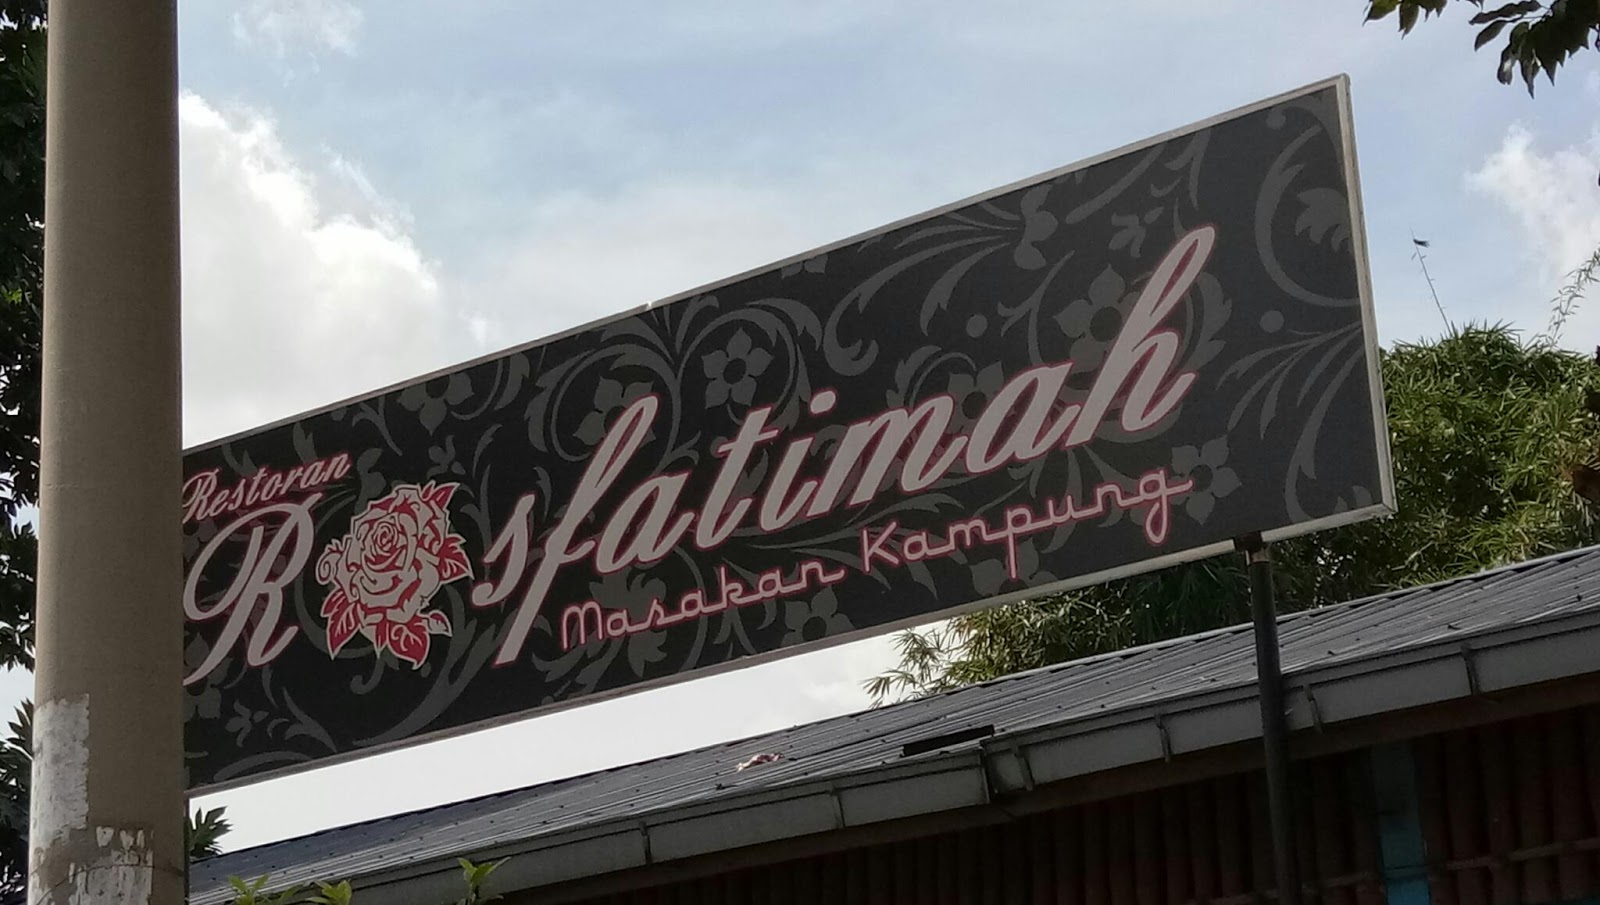 Restoran
Rosfatimah
Masakan Kampung